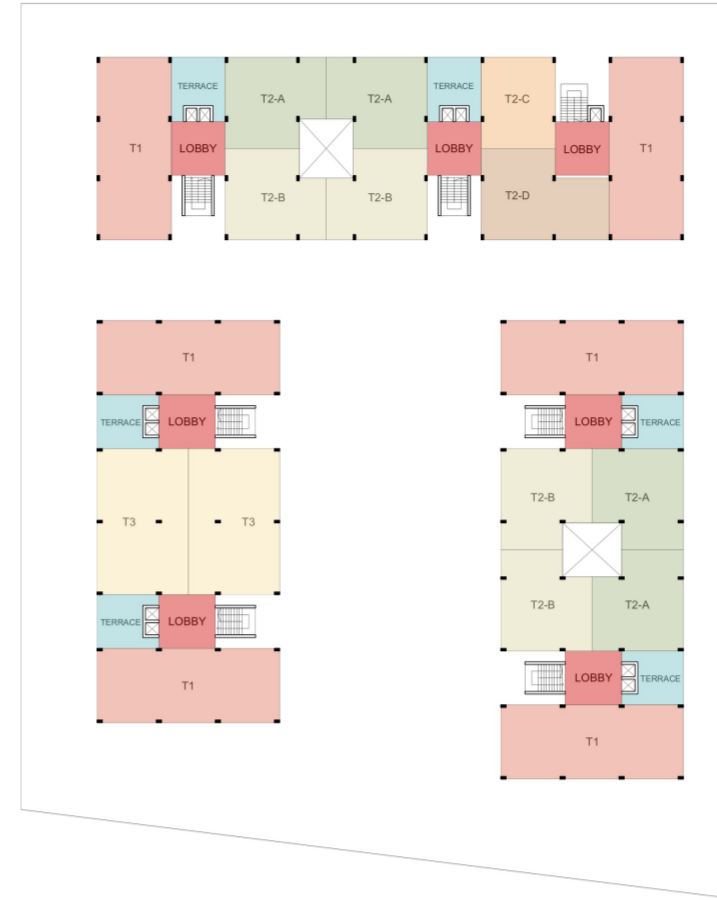 TERRACE T2-A T2-A TERRACE T2-C
T1 LOBBY LOBBY LOBBY T1
T2-B T2-B T2-D
T1 T1
TERRACE LOBBY LOBBY TERRACE
T2-B T2-A
T3 T3
T2-B T2-A
TERRACE LOBBY
LOBBY TERRACE
T1
T1